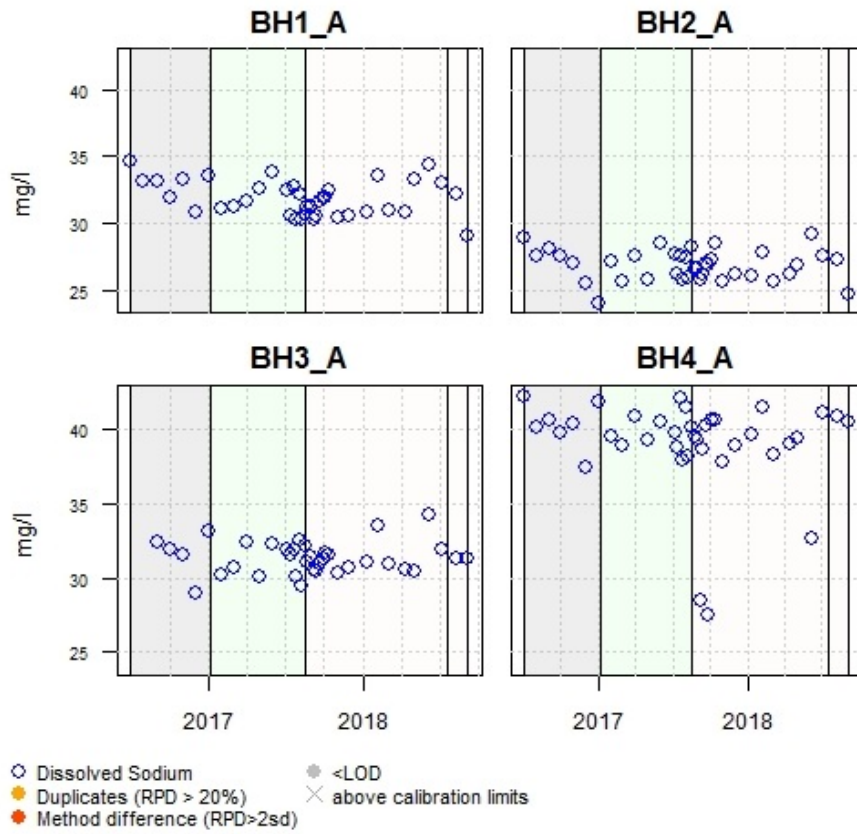 BH1_A BH2_A
40
35
30
25
mg/l
BH3_A BH4_A
40
35
30
25
mg/l
2017 2018 2017 2018
Dissolved Sodium <LOD
Duplicates (RPD > 20%) above calibration limits
Method difference (RPD>2sd)